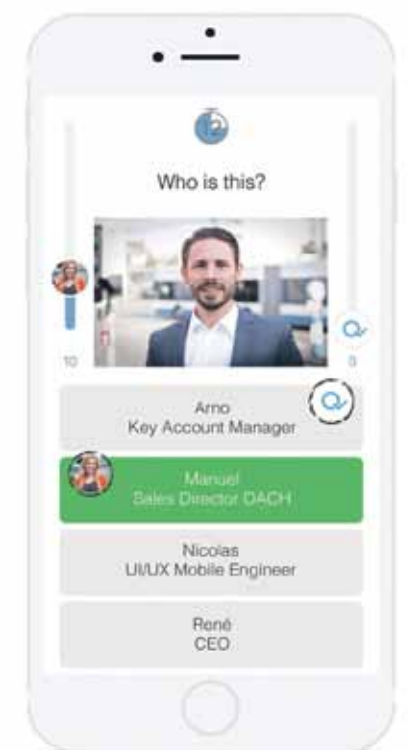 12
Who is this?
10
0
Arno
Key Account Manager
Manuel
Sales Director DACH
Nicolas
UI/UX Mobile Engineer
René
CEO